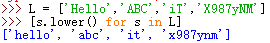 >>> L = ['Hello','ABC','iT','X987yNM']
>>> [s.lower() for s in L]
['hello', 'abc', 'it', 'x987ynm']